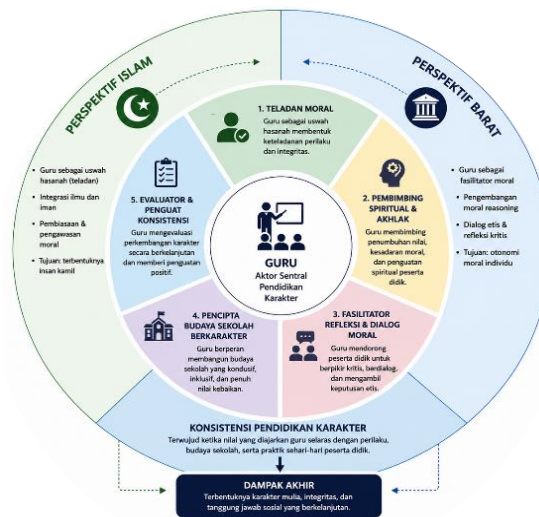 PERSPEKTIF ISLAM
• Guru sebagai uswah
hasanah (teladan)
• Integrasi ilmu dan
iman
• Pembiasaan &
pengawasan
moral
• Tujuan: terbentuknya
insan kamil
PERSPEKTIF BARAT
• Guru sebagai
fasilitator moral
• Pengembangan
moral reasoning
• Dialog etis &
refleksi kritis
• Tujuan: otonomi
moral individu
1. TELADAN MORAL
Guru sebagai uswah
hasanah membentuk
keteladanan perilaku
dan integritas.
2. PEMBIMBING
SPIRITUAL &
AKHLAK
Guru membimbing
penumbuhan nilai,
kesadaran moral, dan
penguatan
spiritual peserta
didik.
3. FASILITATOR
REFLEKSI & DIALOG
MORAL
Guru mendorong
peserta didik untuk
berpikir kritis, berdialog,
dan mengambil
keputusan etis.
4. PENCIPTA
BUDAYA SEKOLAH
BERKARAKTER
Guru berperan
membangun budaya
sekolah yang kondusif,
inklusif, dan penuh
nilai kebaikan.
5. EVALUATOR &
PENGUAT
KONSISTENSI
Guru mengevaluasi
perkembangan karakter
secara berkelanjutan
dan memberi penguatan
positif.
GURU
Aktor Sentral
Pendidikan
Karakter
KONSISTENSI PENDIDIKAN KARAKTER
Terwujud ketika nilai yang diajarkan guru selaras dengan perilaku,
budaya sekolah, serta praktik sehari-hari peserta didik.
DAMPAK AKHIR
Terbentuknya karakter mulia, integritas, dan
tanggung jawab sosial yang berkelanjutan.